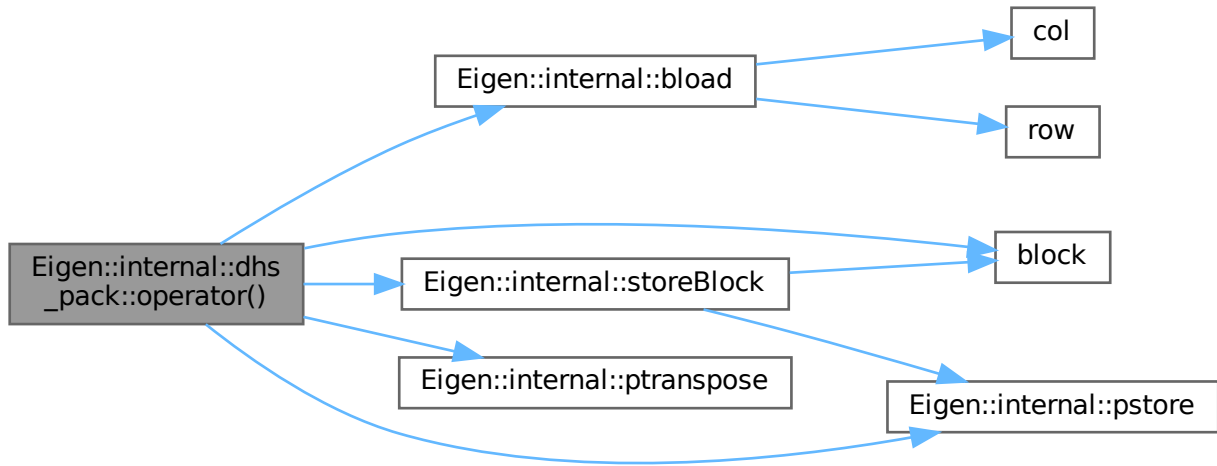 Eigen::internal::dhs
_pack::operator()
Eigen::internal::bload
col
row
block
Eigen::internal::storeBlock
Eigen::internal::ptranspose
Eigen::internal::pstore